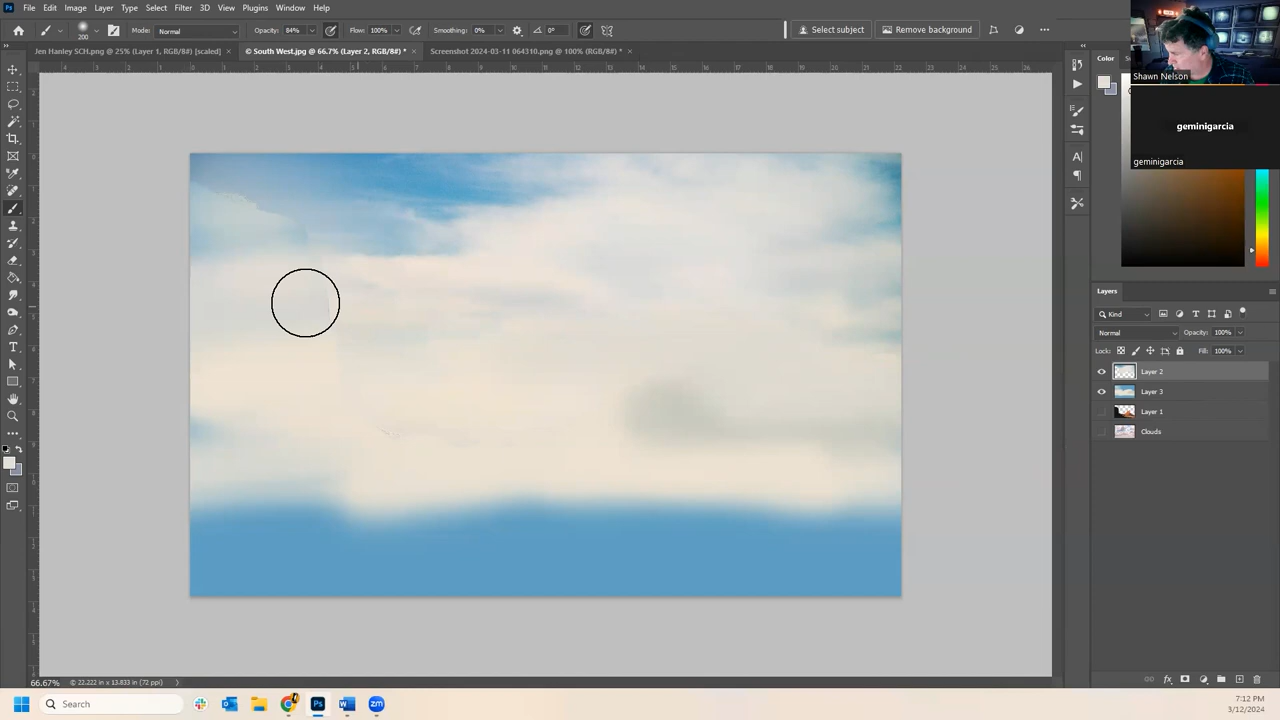 File Edit Image Layer Type Select Filter 3D View Plugins Window Help
Mode: Normal Opacity: 84% Flow: 100% Smoothing: 0% 0° Select subject Remove background
200
Jen Hanley SCH.png @ 25% (Layer 1, RGB/8#) [scaled] × © South West.jpg @ 66.7% (Layer 2, RGB/8#) * × Screenshot 2024-03-11 064310.png @ 100% (RGB/8#) * ×
Color
Shawn Nelson
geminigarcia
geminigarcia
Layers
Kind
Normal Opacity: 100%
Lock: Fill: 100%
Layer 2
Layer 3
Layer 1
Clouds
66.67% © 22.222 in x 13.833 in (72 ppi)
Search
7:12 PM
3/12/2024